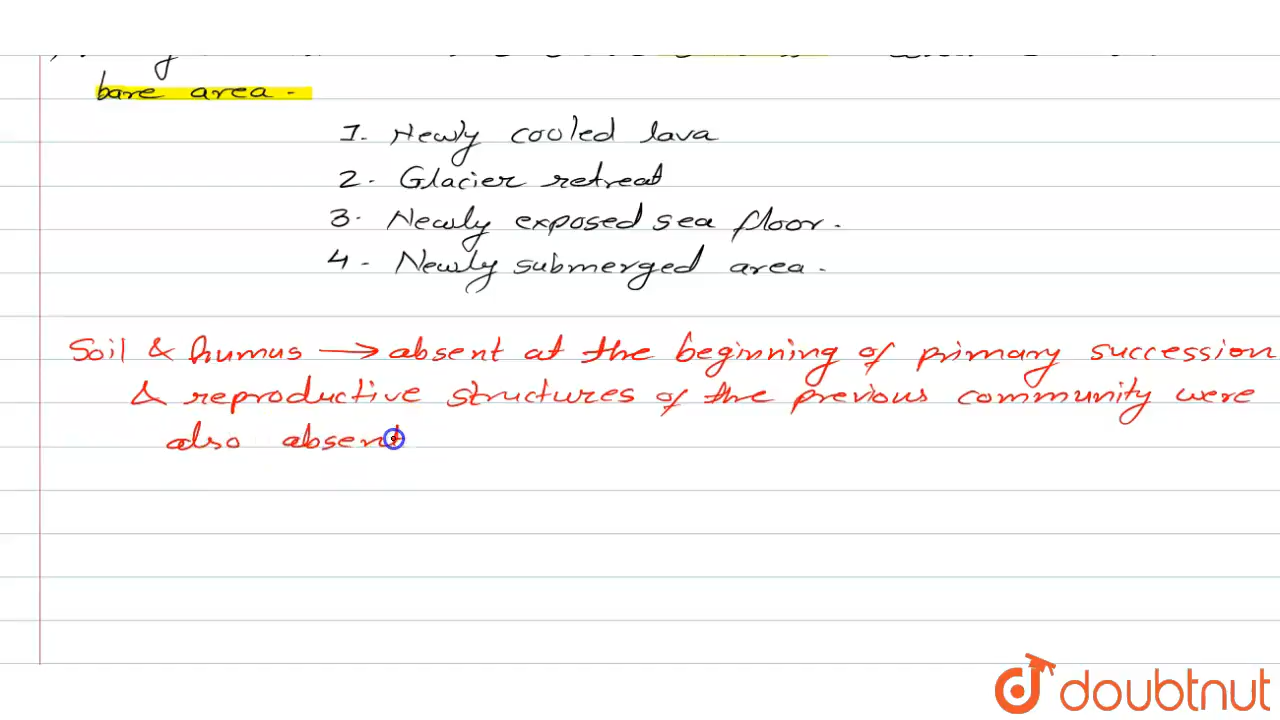 bare area.
1. Newly cooled lava
2. Glacier retreat
3. Newly exposed sea floor.
4. Newly submerged area.
Soil & humus → absent at the beginning of primary succession
& reproductive structures of the previous community were
also absent
doubtnut